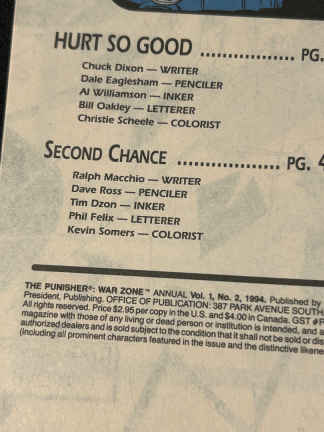 HURT SO GOOD ................. PG.
Chuck Dixon — WRITER
Dale Eaglesham — PENCILER
Al Williamson — INKER
Bill Oakley — LETTERER
Christie Scheele — COLORIST
SECOND CHANCE ................... PG. 4
Ralph Macchio — WRITER
Dave Ross — PENCILER
Tim Dzon — INKER
Phil Felix — LETTERER
Kevin Somers — COLORIST
THE PUNISHER®: WAR ZONE™ ANNUAL Vol. 1, No. 2, 1994. Published by
President, Publishing. OFFICE OF PUBLICATION: 387 PARK AVENUE SOUTH
All rights reserved. Price $2.95 per copy in the U.S. and $4.00 in Canada. GST #R
magazine with those of any living or dead person or institution is intended, and a
authorized dealers and is sold subject to the condition that it shall not be sold or dis
(including all prominent characters featured in the issue and the distinctive likenes